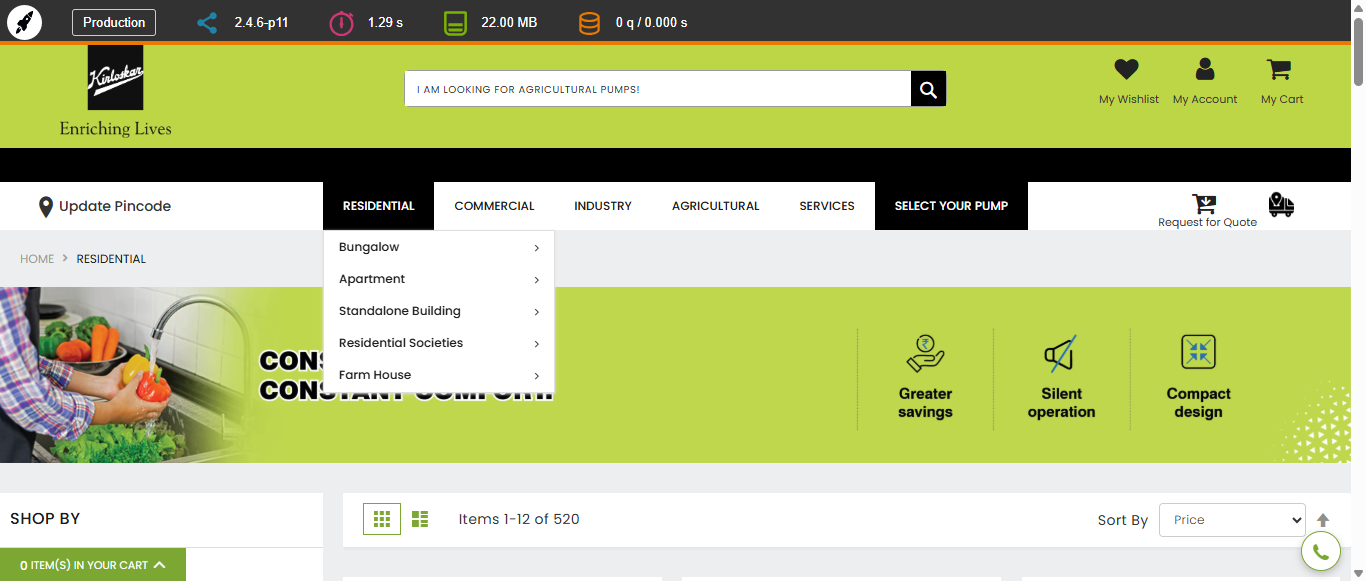 Production
2.4.6-p11
1.29 s
22.00 MB
0 q / 0.000 s
Kirloskar
Enriching Lives
I AM LOOKING FOR AGRICULTURAL PUMPS!
My Wishlist
My Account
My Cart
Update Pincode
RESIDENTIAL
COMMERCIAL
INDUSTRY
AGRICULTURAL
SERVICES
SELECT YOUR PUMP
Request for Quote
Bungalow
Apartment
Standalone Building
Residential Societies
Farm House
HOME > RESIDENTIAL
CONS
CONSTANT COMFORT!
Greater
savings
Silent
operation
Compact
design
SHOP BY
Items 1-12 of 520
Sort By
Price
0 ITEM(S) IN YOUR CART